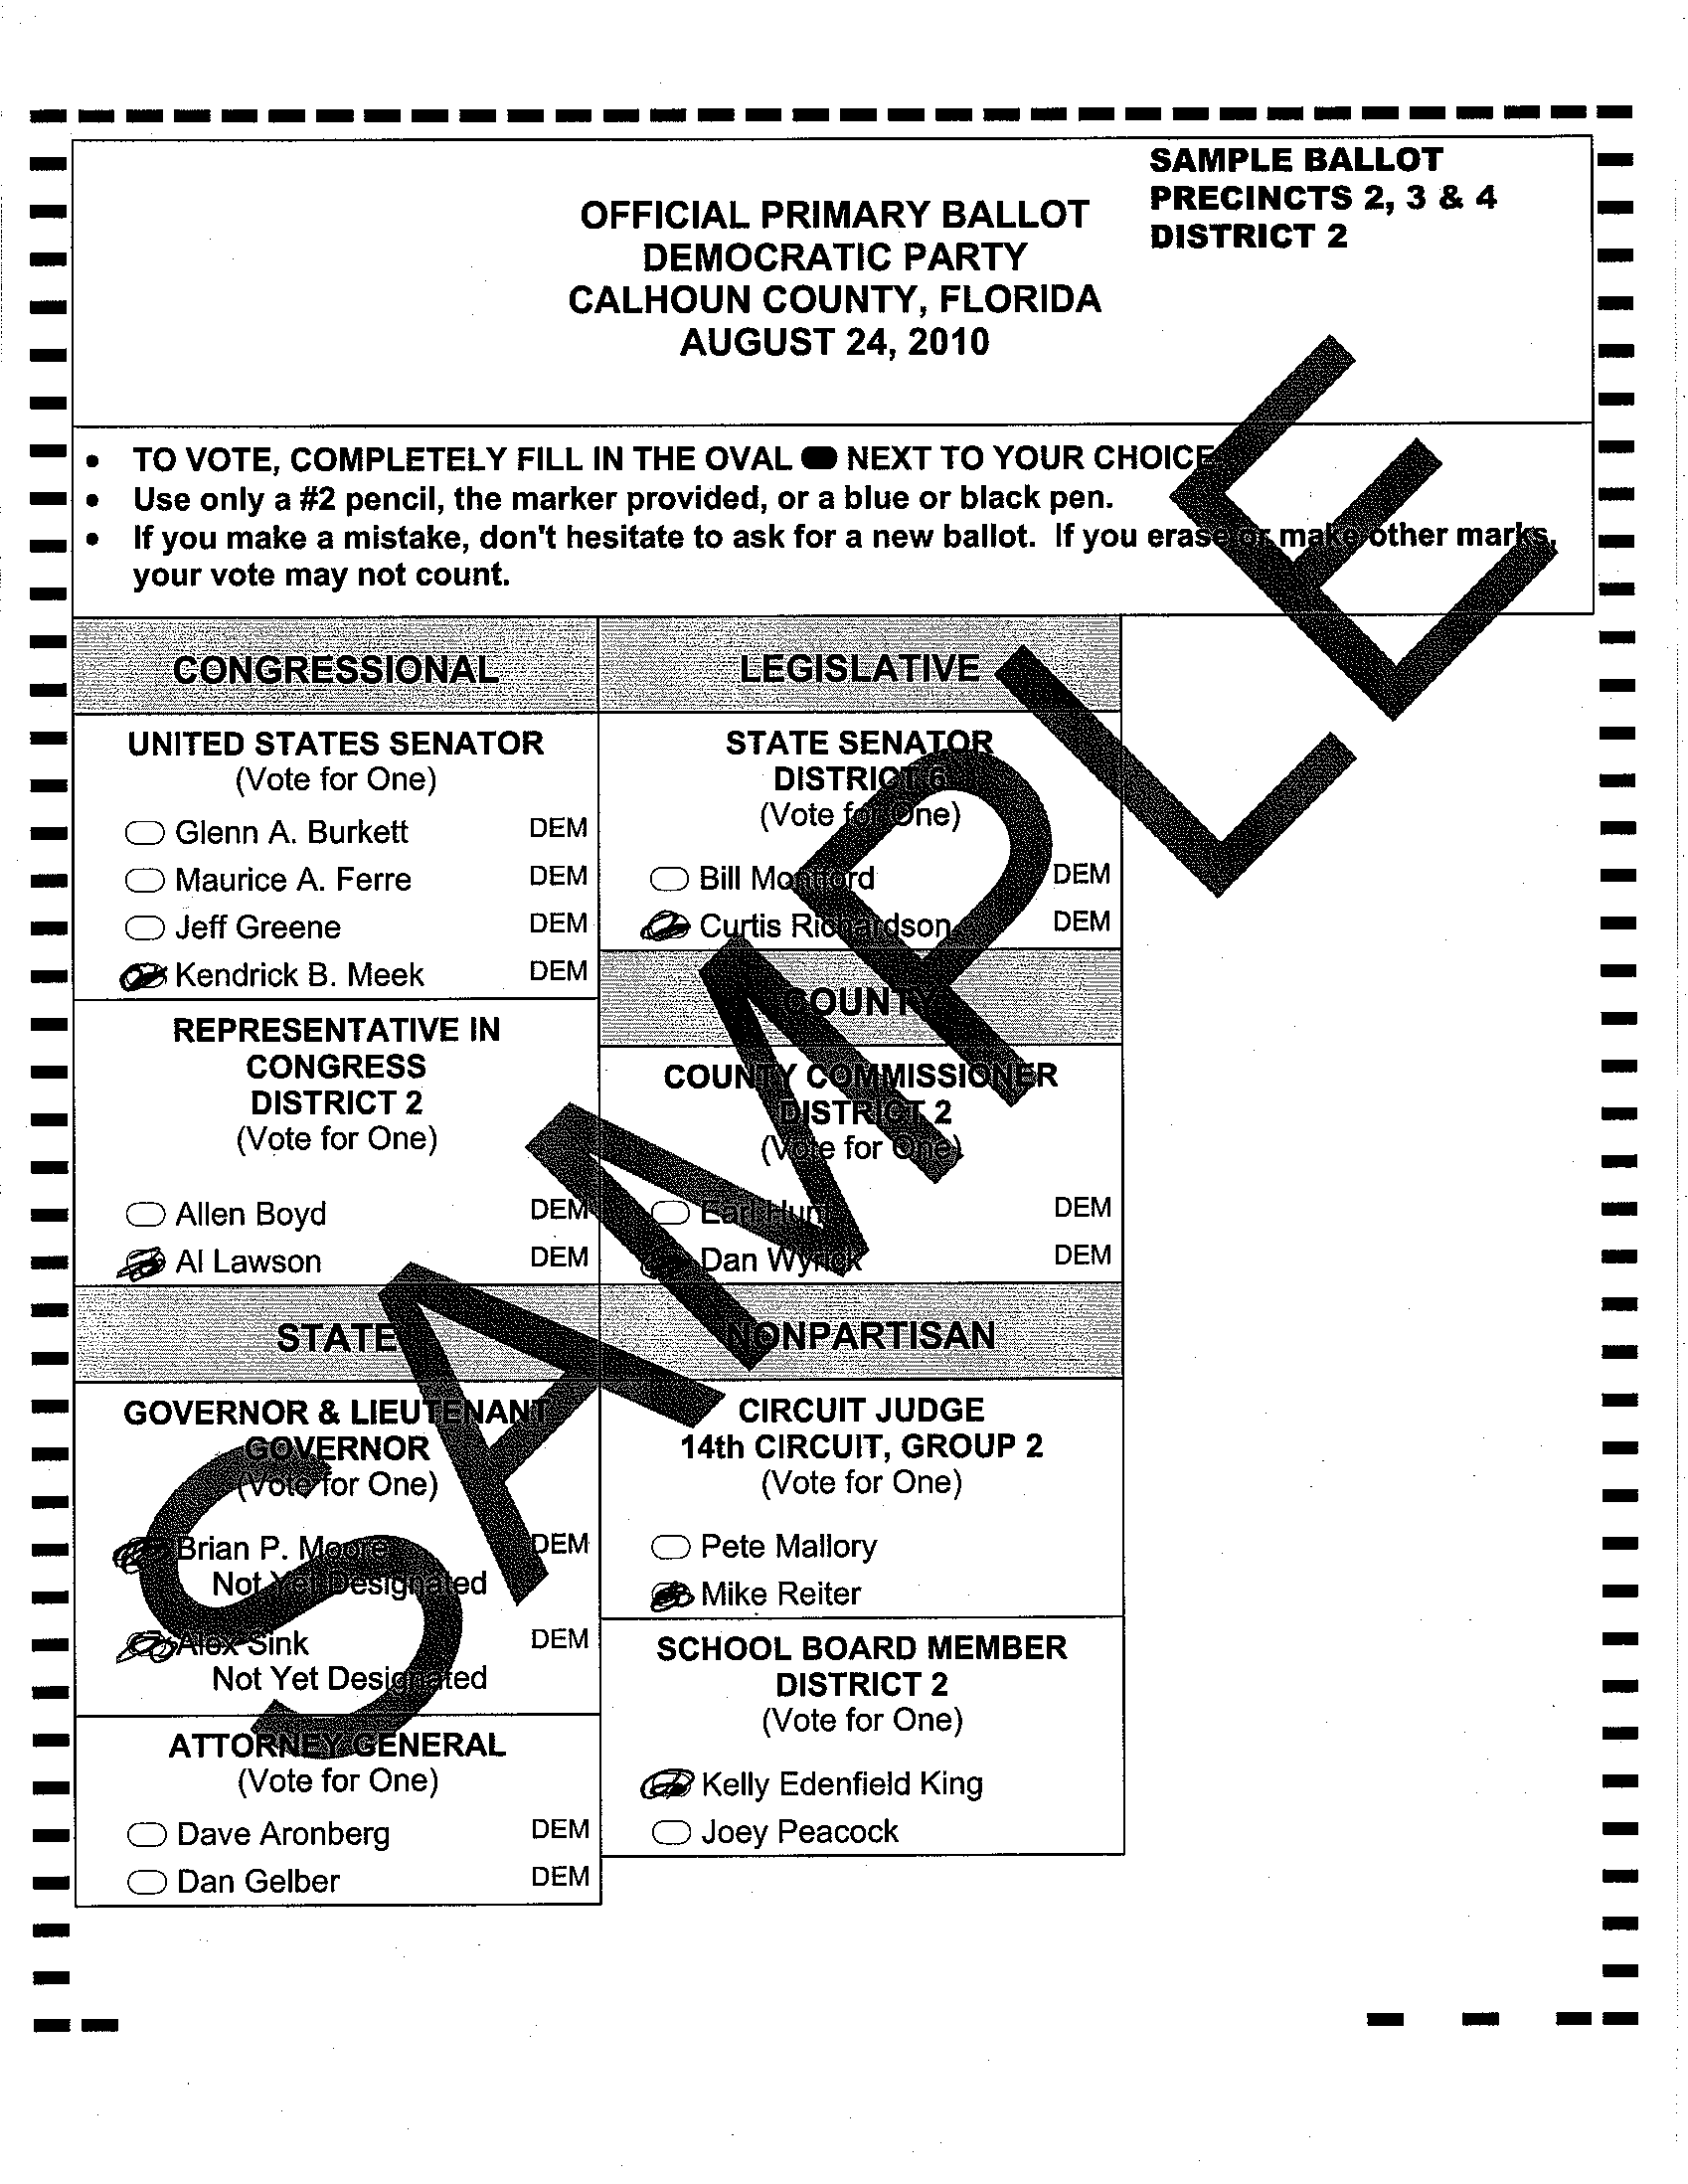 SAMPLE BALLOT
PRECINCTS 2, 3 & 4
DISTRICT 2
OFFICIAL PRIMARY BALLOT
DEMOCRATIC PARTY
CALHOUN COUNTY, FLORIDA
AUGUST 24, 2010
• TO VOTE, COMPLETELY FILL IN THE OVAL NEXT TO YOUR CHOICE
• Use only a #2 pencil, the marker provided, or a blue or black pen.
• If you make a mistake, don't hesitate to ask for a new ballot. If you erase or make other marks,
your vote may not count.
CONGRESSIONAL
UNITED STATES SENATOR
(Vote for One)
Glenn A. Burkett DEM
Maurice A. Ferre DEM
Jeff Greene DEM
Kendrick B. Meek DEM
REPRESENTATIVE IN
CONGRESS
DISTRICT 2
(Vote for One)
Allen Boyd DEM
Al Lawson DEM
STATE
GOVERNOR & LIEUTENANT
GOVERNOR
(Vote for One)
Brian P. Moore DEM
Not Yet Designated
Alex Sink DEM
Not Yet Designated
ATTORNEY GENERAL
(Vote for One)
Dave Aronberg DEM
Dan Gelber DEM
LEGISLATIVE
STATE SENATOR
DISTRICT 6
(Vote for One)
Bill Montford DEM
Curtis Richardson DEM
COUNTY
COUNTY COMMISSIONER
DISTRICT 2
(Vote for One)
Earl Hunt DEM
Dan Wyrick DEM
NONPARTISAN
CIRCUIT JUDGE
14th CIRCUIT, GROUP 2
(Vote for One)
Pete Mallory
Mike Reiter
SCHOOL BOARD MEMBER
DISTRICT 2
(Vote for One)
Kelly Edenfield King
Joey Peacock
SAMPLE